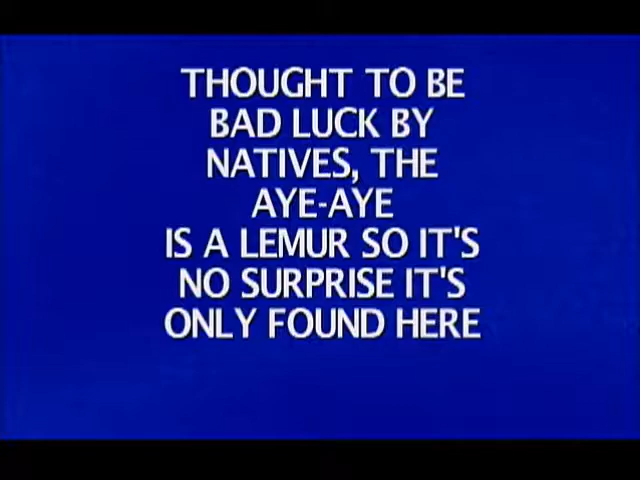 THOUGHT TO BE
BAD LUCK BY
NATIVES, THE
AYE-AYE
IS A LEMUR SO IT'S
NO SURPRISE IT'S
ONLY FOUND HERE